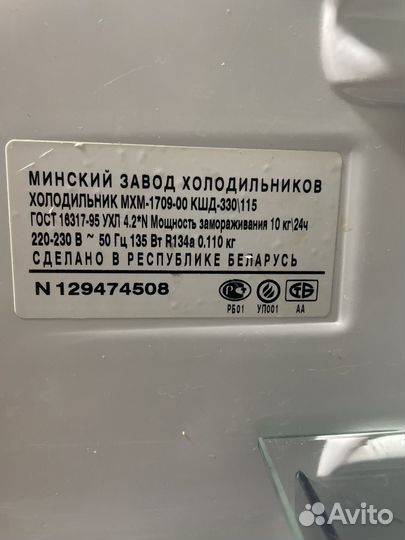 МИНСКИЙ ЗАВОД ХОЛОДИЛЬНИКОВ
ХОЛОДИЛЬНИК МХМ-1709-00 КШД-330\115
ГОСТ 16317-95 УХЛ 4.2*N Мощность замораживания 10 кг\24ч
220-230 В ~ 50 Гц 135 Вт R134a 0.110 кг
СДЕЛАНО В РЕСПУБЛИКЕ БЕЛАРУСЬ
N 129474508
РБ01 УП001 АА
Avito